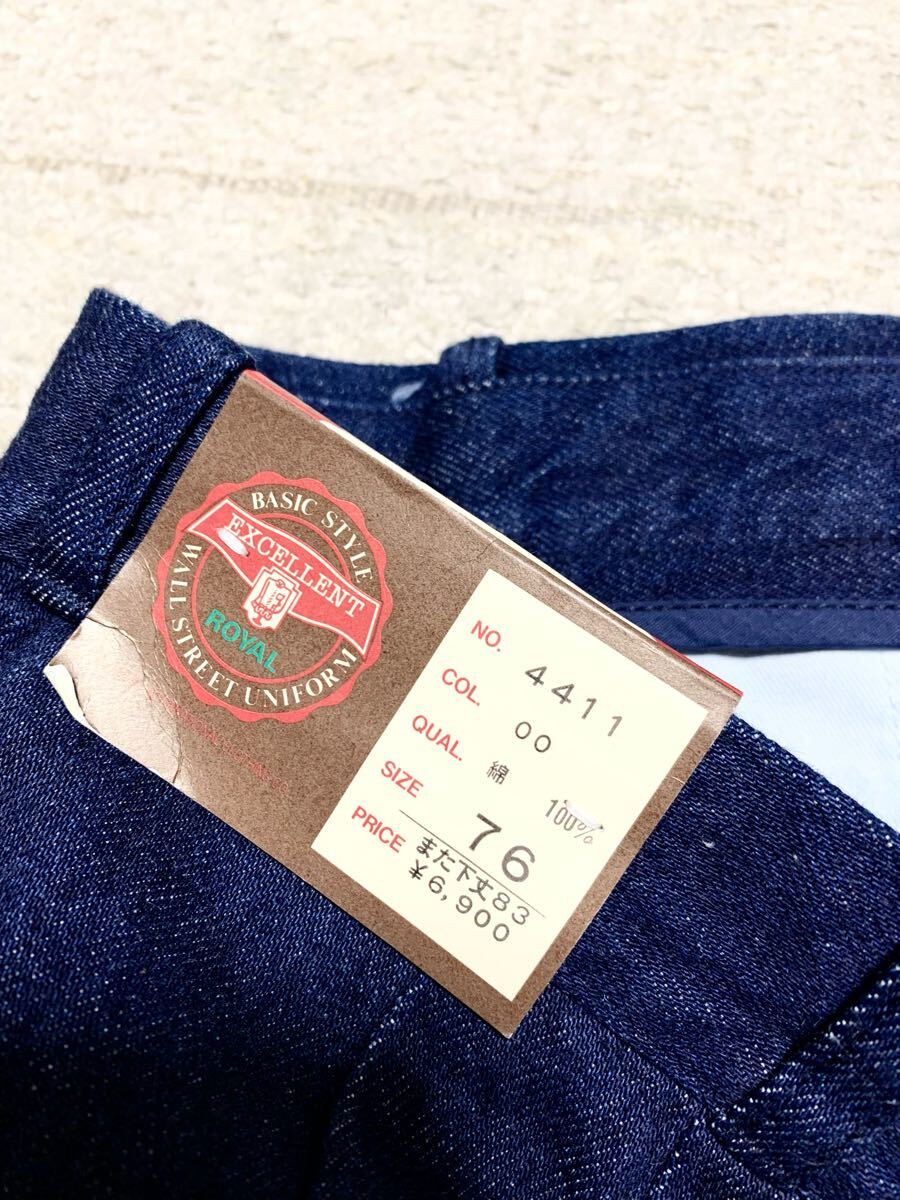 BASIC STYLE
EXCELLENT
ROYAL
WALL STREET UNIFORM
NO. 4411
COL. 00
QUAL. 綿 100%
SIZE 76
また下丈83
PRICE ¥6,900